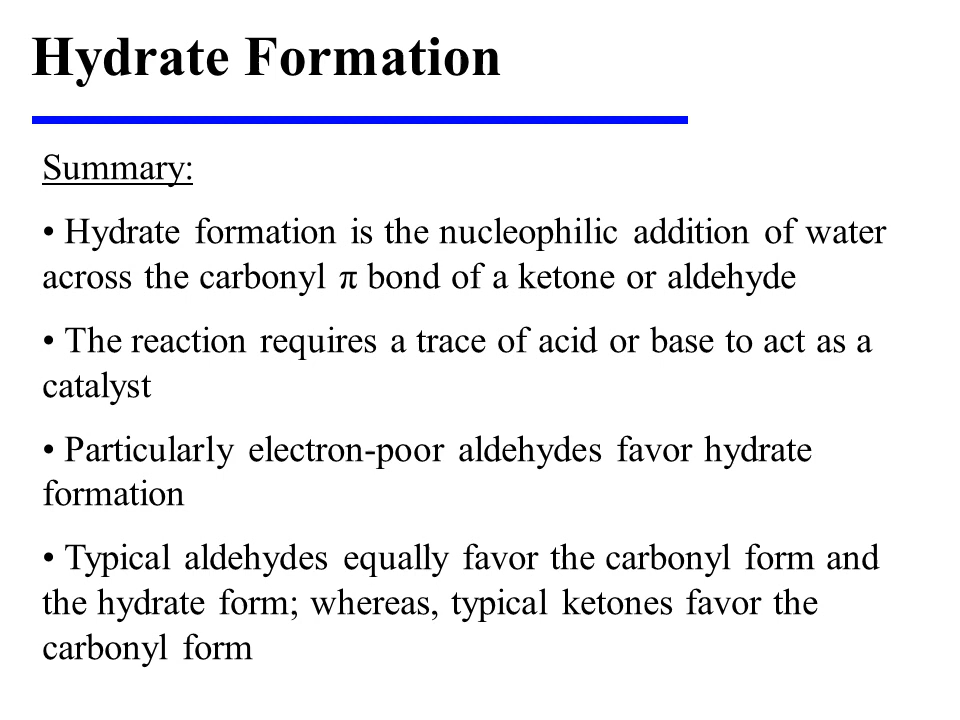 Hydrate Formation
Summary:
• Hydrate formation is the nucleophilic addition of water
across the carbonyl π bond of a ketone or aldehyde
• The reaction requires a trace of acid or base to act as a
catalyst
• Particularly electron-poor aldehydes favor hydrate
formation
• Typical aldehydes equally favor the carbonyl form and
the hydrate form; whereas, typical ketones favor the
carbonyl form